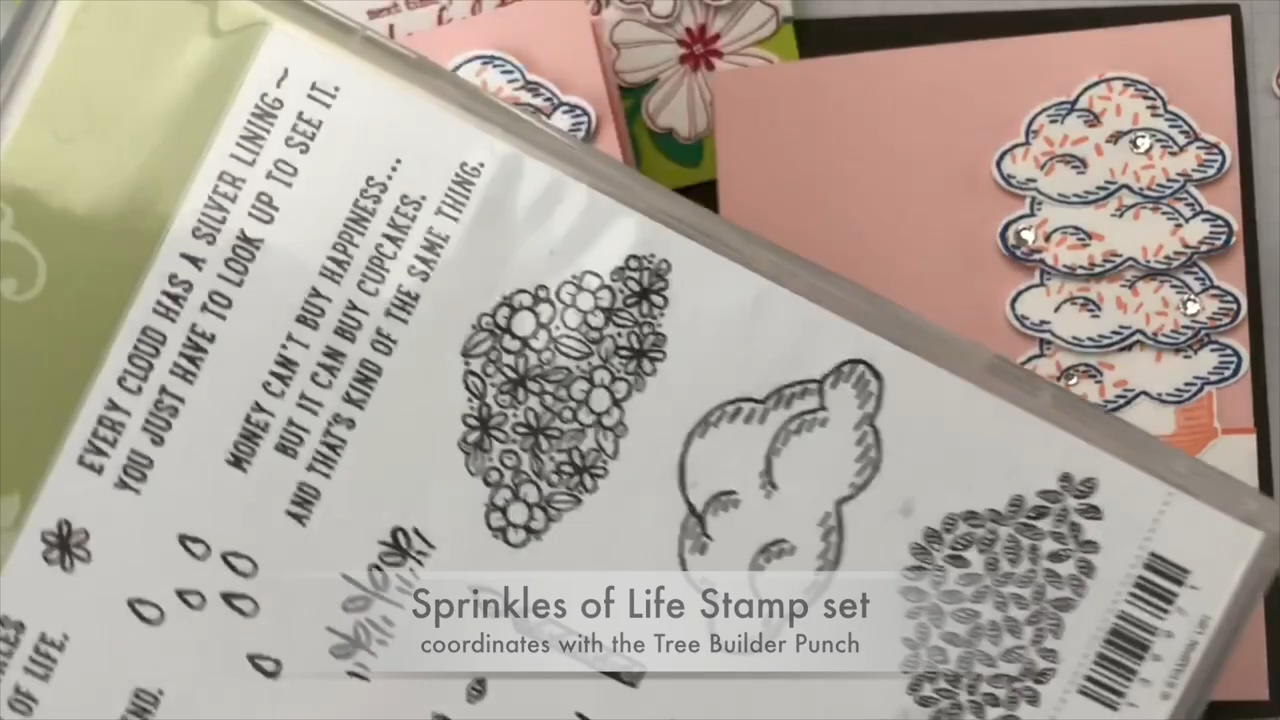 EVERY CLOUD HAS A SILVER LINING ~
YOU JUST HAVE TO LOOK UP TO SEE IT.
MONEY CAN'T BUY HAPPINESS...
BUT IT CAN BUY CUPCAKES.
AND THAT'S KIND OF THE SAME THING.
OF LIFE.
Sprinkles of Life Stamp set
coordinates with the Tree Builder Punch